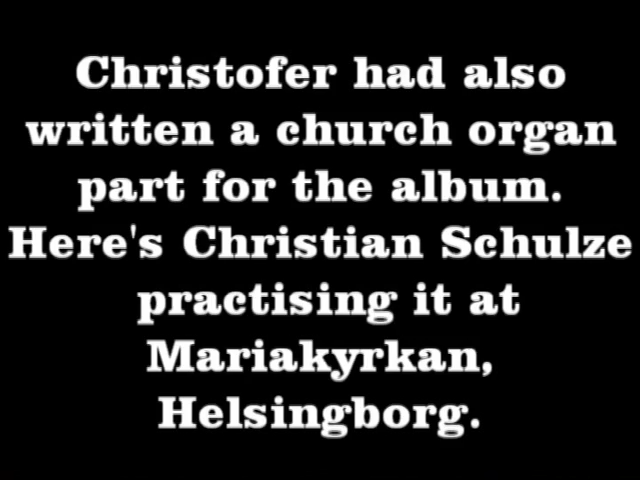 Christofer had also
written a church organ
part for the album.
Here's Christian Schulze
practising it at
Mariakyrkan,
Helsingborg.